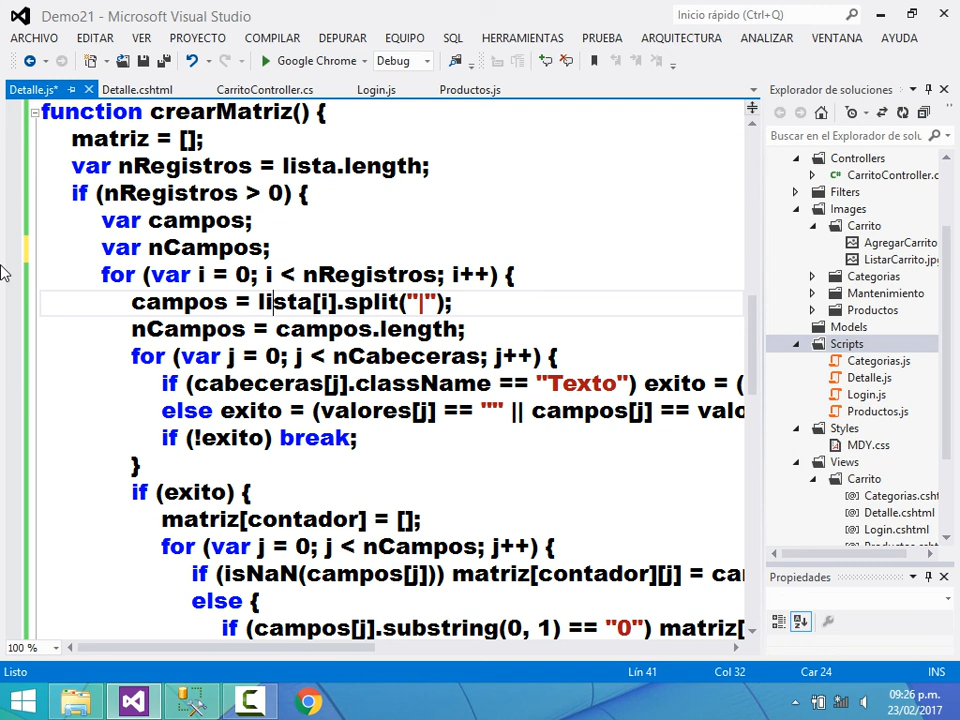 Demo21 - Microsoft Visual Studio
Inicio rápido (Ctrl+Q)
ARCHIVO EDITAR VER PROYECTO COMPILAR DEPURAR EQUIPO SQL HERRAMIENTAS PRUEBA ARQUITECTURA ANALIZAR VENTANA AYUDA
Google Chrome Debug
Detalle.js* Detalle.cshtml CarritoController.cs Login.js Productos.js
function crearMatriz() {
matriz = [];
var nRegistros = lista.length;
if (nRegistros > 0) {
var campos;
var nCampos;
for (var i = 0; i < nRegistros; i++) {
campos = lista[i].split("|");
nCampos = campos.length;
for (var j = 0; j < nCabeceras; j++) {
if (cabeceras[j].className == "Texto") exito = (
else exito = (valores[j] == "" || campos[j] == valo
if (!exito) break;
}
if (exito) {
matriz[contador] = [];
for (var j = 0; j < nCampos; j++) {
if (isNaN(campos[j])) matriz[contador][j] = ca
else {
if (campos[j].substring(0, 1) == "0") matriz[
100 %
Explorador de soluciones
Buscar en el Explorador de solu
Controllers
CarritoController.c
Filters
Images
Carrito
AgregarCarrito
ListarCarrito.jpg
Categorias
Mantenimiento
Productos
Models
Scripts
Categorias.js
Detalle.js
Login.js
Productos.js
Styles
MDY.css
Views
Carrito
Categorias.csht
Detalle.cshtml
Login.cshtml
Propiedades
Listo Lín 41 Col 32 Car 24 INS
09:26 p.m.
23/02/2017